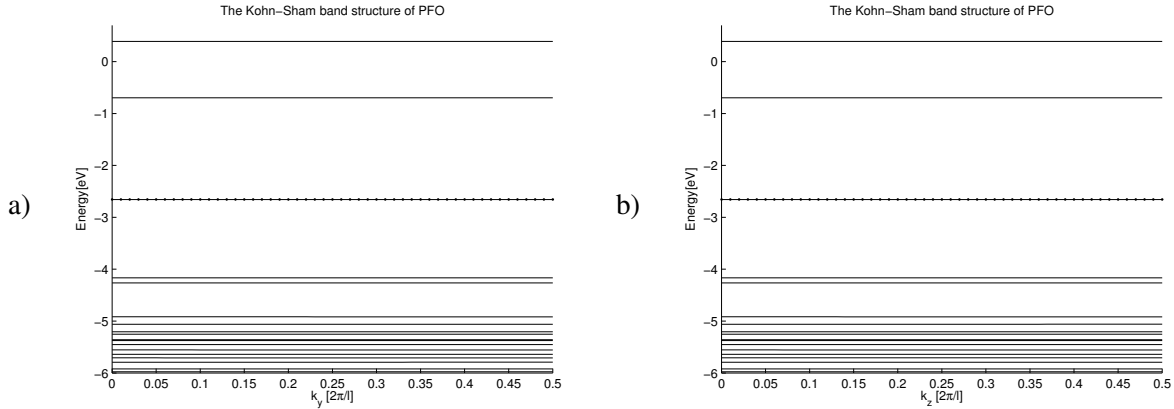 a)
The Kohn−Sham band structure of PFO
Energy[eV]
0
−1
−2
−3
−4
−5
−6
0 0.05 0.1 0.15 0.2 0.25 0.3 0.35 0.4 0.45 0.5
k_y [2π/l]
b)
The Kohn−Sham band structure of PFO
Energy[eV]
0
−1
−2
−3
−4
−5
−6
0 0.05 0.1 0.15 0.2 0.25 0.3 0.35 0.4 0.45 0.5
k_z [2π/l]